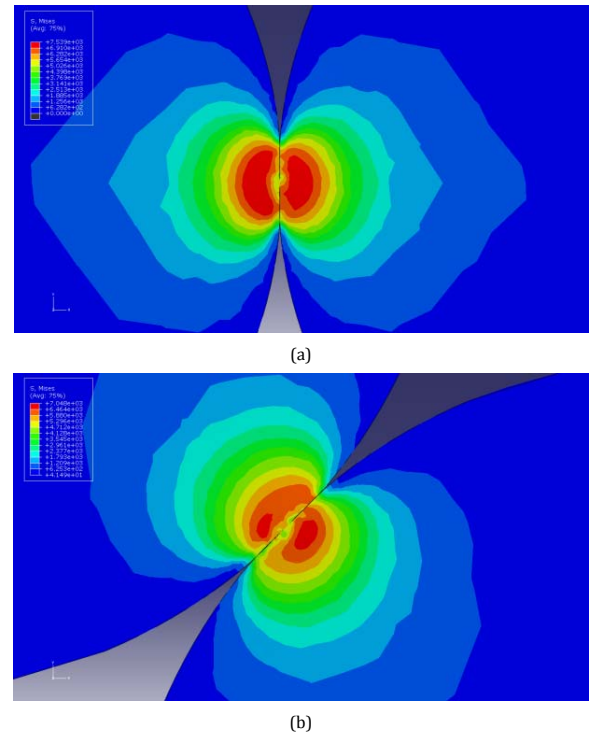 S, Mises
(Avg: 75%)
+7.539e+03
+6.910e+03
+6.282e+03
+5.654e+03
+5.026e+03
+4.398e+03
+3.769e+03
+3.141e+03
+2.513e+03
+1.885e+03
+1.256e+03
+6.282e+02
+0.000e+00
(a)
S, Mises
(Avg: 75%)
+7.048e+03
+6.464e+03
+5.880e+03
+5.296e+03
+4.712e+03
+4.128e+03
+3.545e+03
+2.961e+03
+2.377e+03
+1.793e+03
+1.209e+03
+6.253e+02
+4.149e+01
(b)